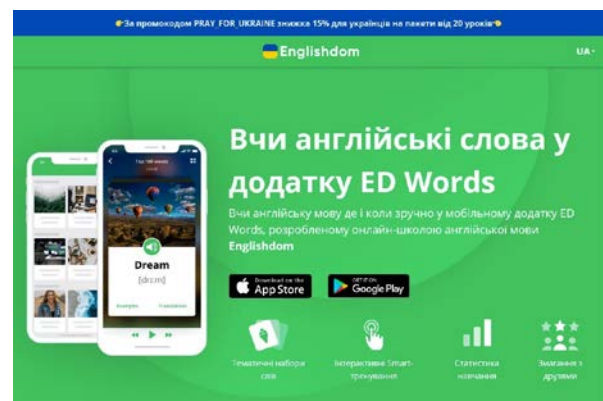 За промокодом PRAY_FOR_UKRAINE знижка 15% для українців на пакети від 20 уроків
Englishdom
UA
Вчи англійські слова у
додатку ED Words
Вчи англійську мову де і коли зручно у мобільному додатку ED
Words, розробленому онлайн-школою англійської мови
Englishdom
Dream
[driːm]
Download on the
App Store
GET IT ON
Google Play
Тематичні набори
слів
Інтерактивні Smart-
тренування
Статистика
навчання
Змагання з
друзями